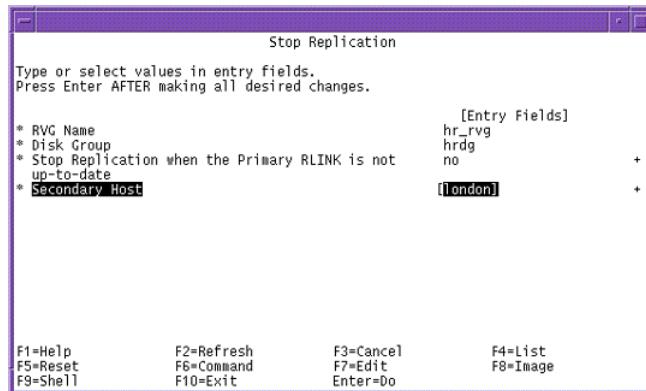 Stop Replication
Type or select values in entry fields.
Press Enter AFTER making all desired changes.
[Entry Fields]
* RVG Name hr_rvg
* Disk Group hrdg
* Stop Replication when the Primary RLINK is not no +
up-to-date
* Secondary Host [london] +
F1=Help F2=Refresh F3=Cancel F4=List
F5=Reset F6=Command F7=Edit F8=Image
F9=Shell F10=Exit Enter=Do